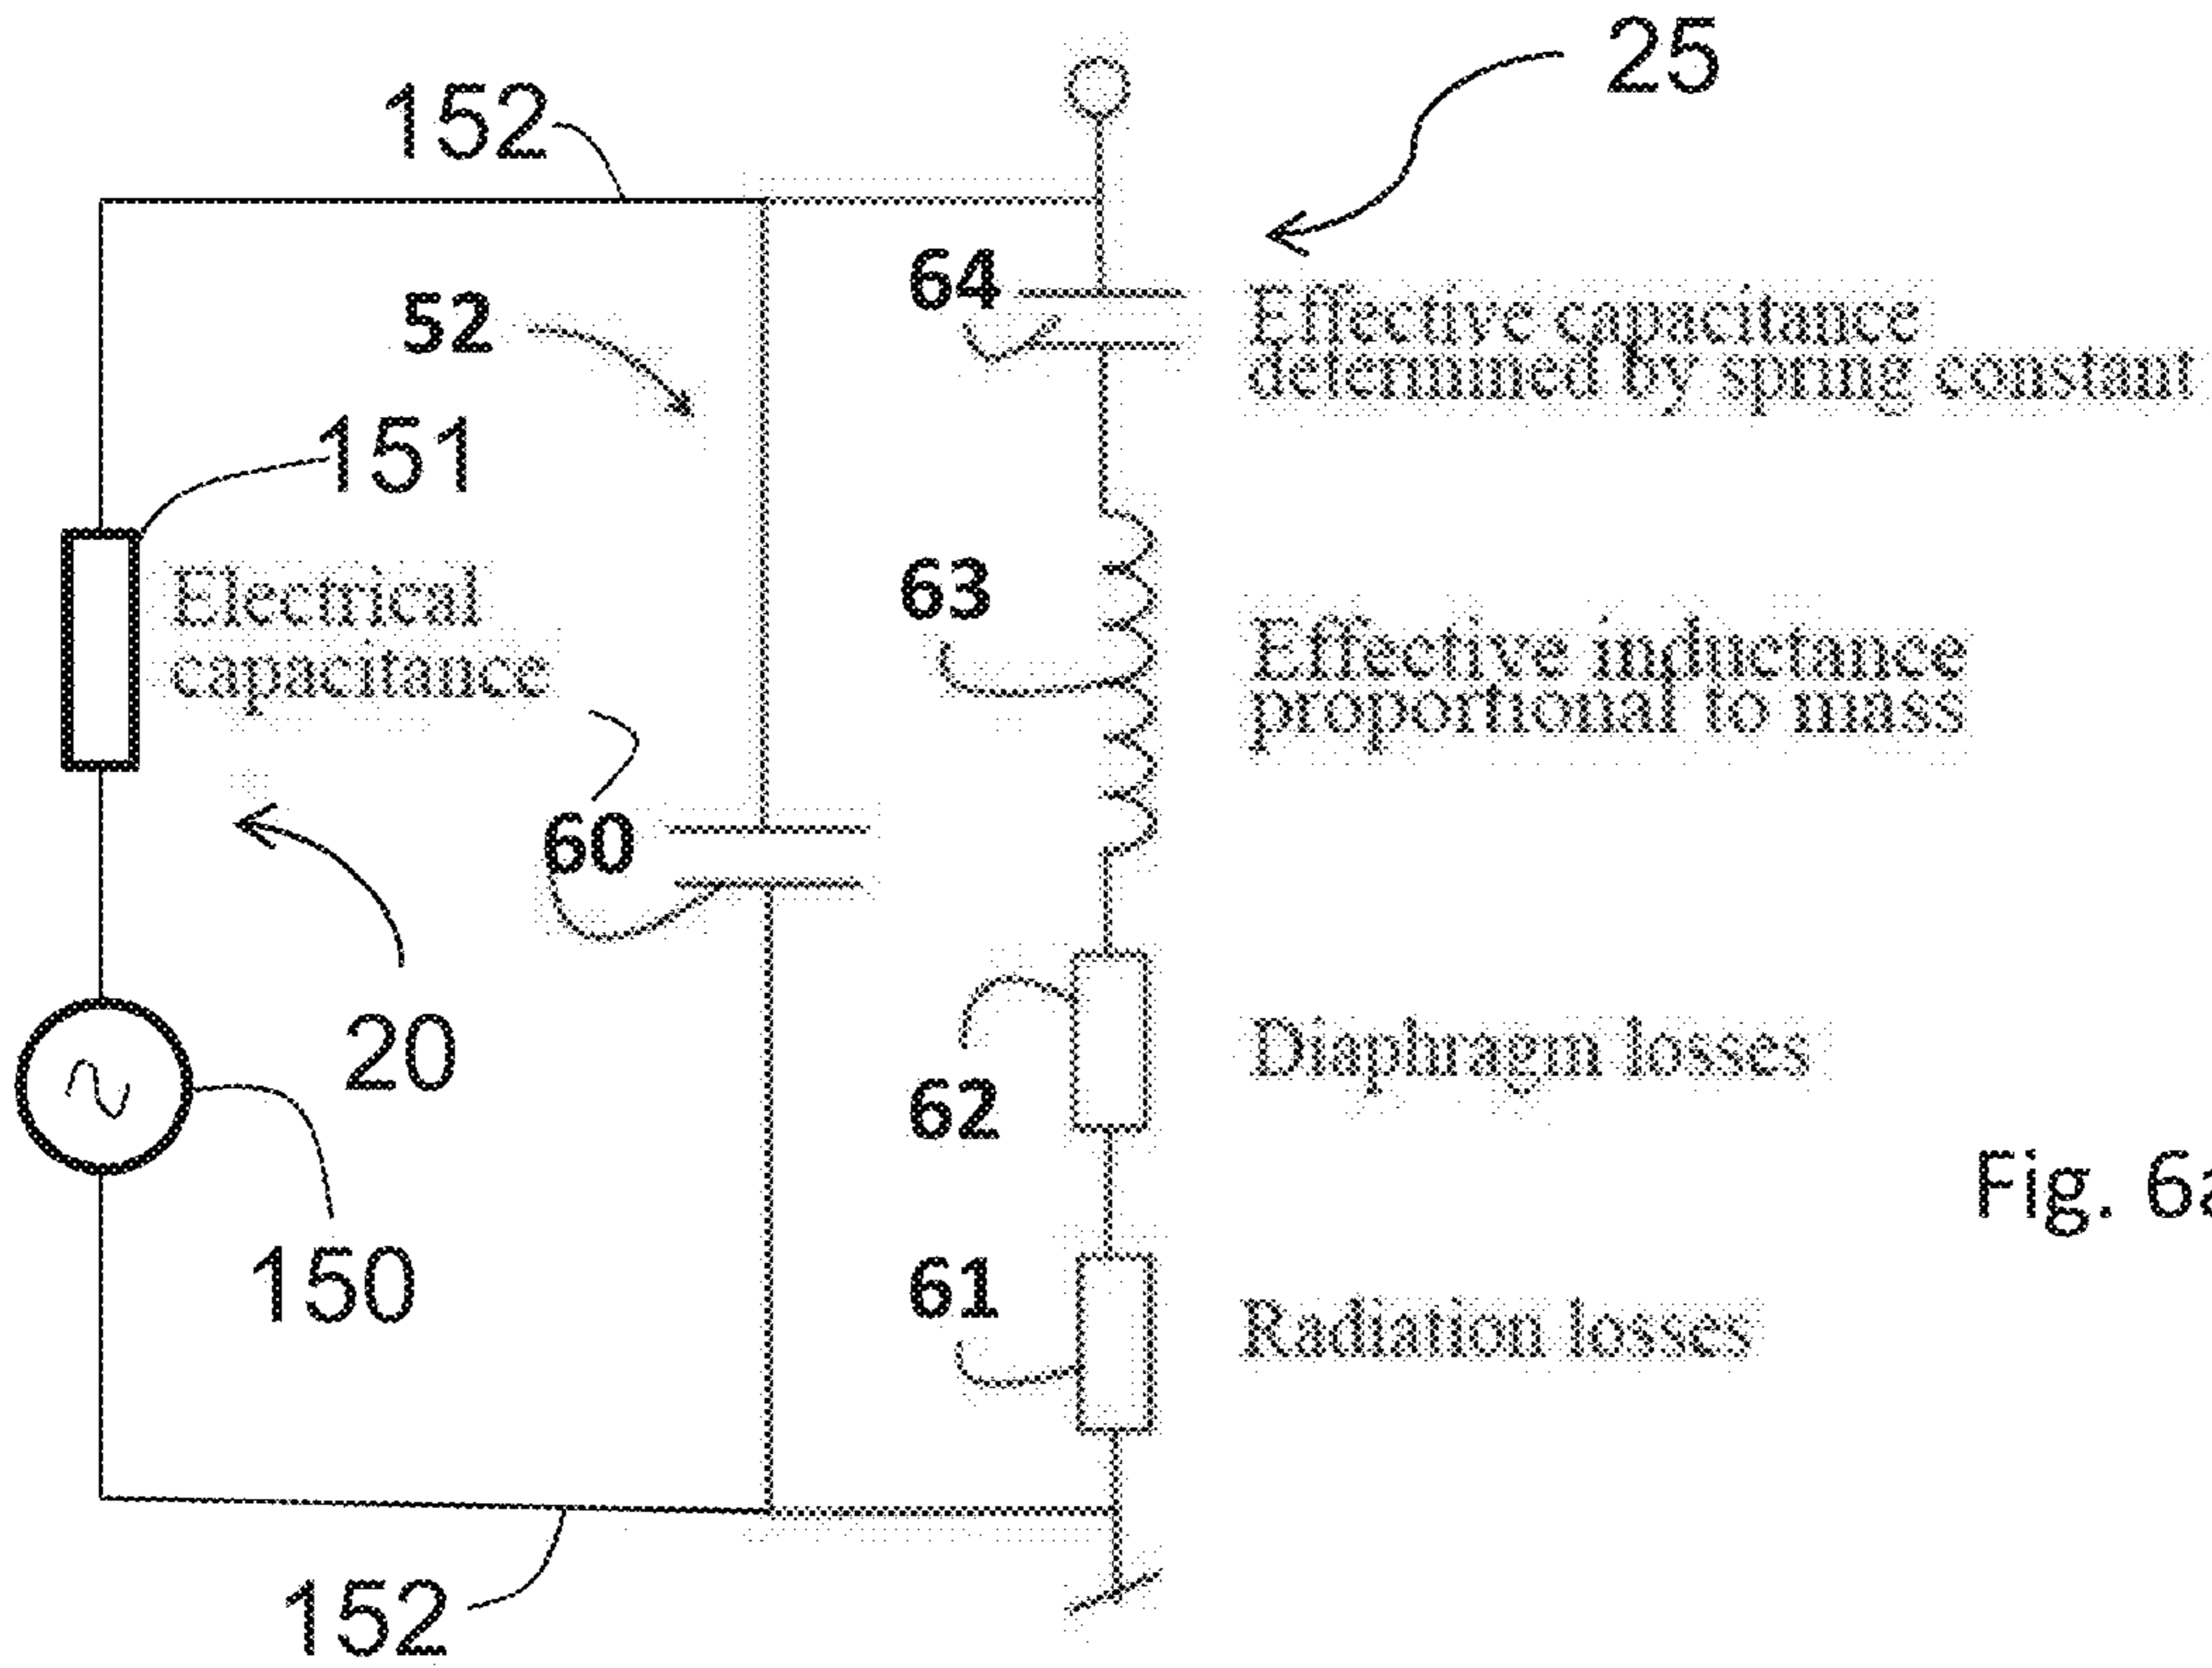 25
152
64
52
Effective capacitance
determined by spring constant
151
Electrical
capacitance
63
Effective inductance
proportional to mass
60
20
62
Diaphragm losses
Fig. 6a
150
61
Radiation losses
152